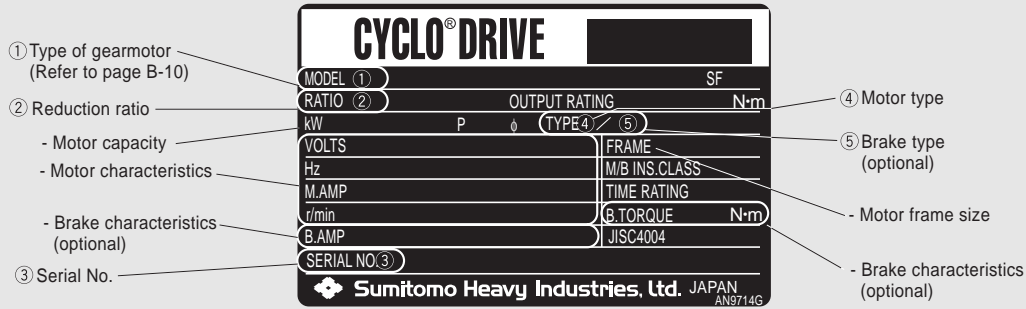 CYCLO® DRIVE
① Type of gearmotor
(Refer to page B-10)
② Reduction ratio
- Motor capacity
- Motor characteristics
- Brake characteristics
(optional)
③ Serial No.
MODEL ① SF
RATIO ② OUTPUT RATING N·m
kW P ϕ TYPE ④ / ⑤
VOLTS FRAME
Hz M/B INS.CLASS
M.AMP TIME RATING
r/min B.TORQUE N·m
B.AMP JISC4004
SERIAL NO. ③
Sumitomo Heavy Industries, Ltd. JAPAN
AN9714G
④ Motor type
⑤ Brake type
(optional)
- Motor frame size
- Brake characteristics
(optional)